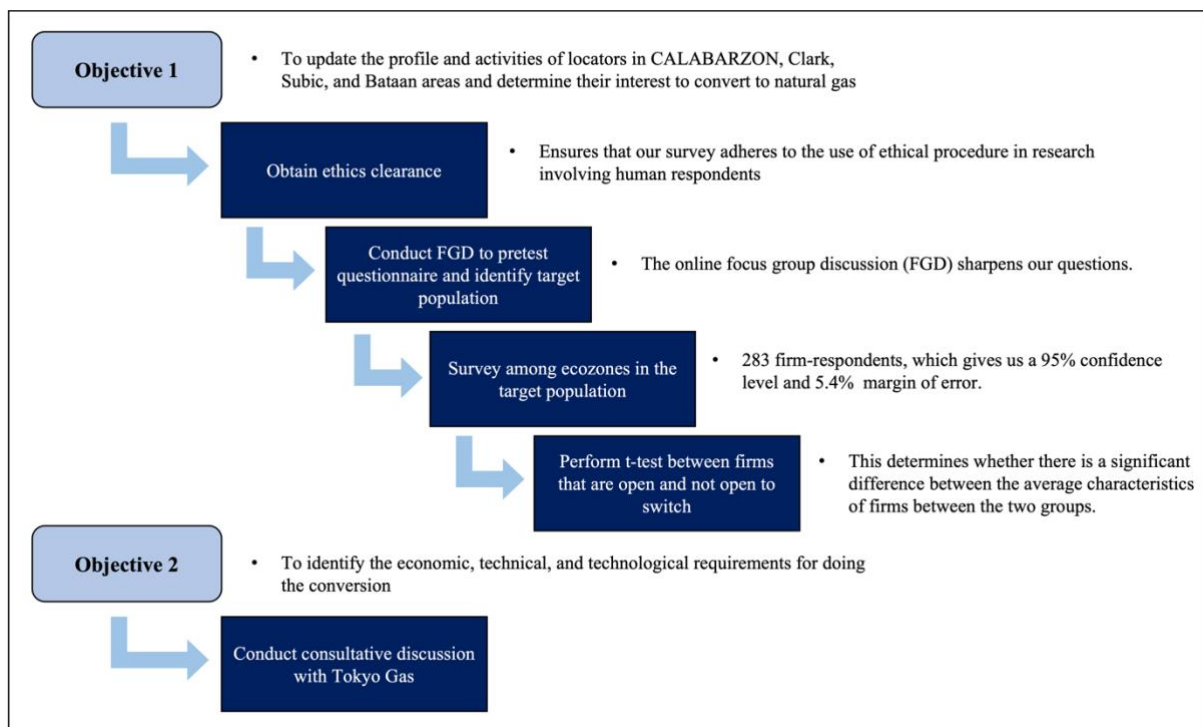 Objective 1
• To update the profile and activities of locators in CALABARZON, Clark,
Subic, and Bataan areas and determine their interest to convert to natural gas
Obtain ethics clearance
• Ensures that our survey adheres to the use of ethical procedure in research
involving human respondents
Conduct FGD to pretest
questionnaire and identify target
population
• The online focus group discussion (FGD) sharpens our questions.
Survey among ecozones in the
target population
• 283 firm-respondents, which gives us a 95% confidence
level and 5.4% margin of error.
Perform t-test between firms
that are open and not open to
switch
• This determines whether there is a significant
difference between the average characteristics
of firms between the two groups.
Objective 2
• To identify the economic, technical, and technological requirements for doing
the conversion
Conduct consultative discussion
with Tokyo Gas